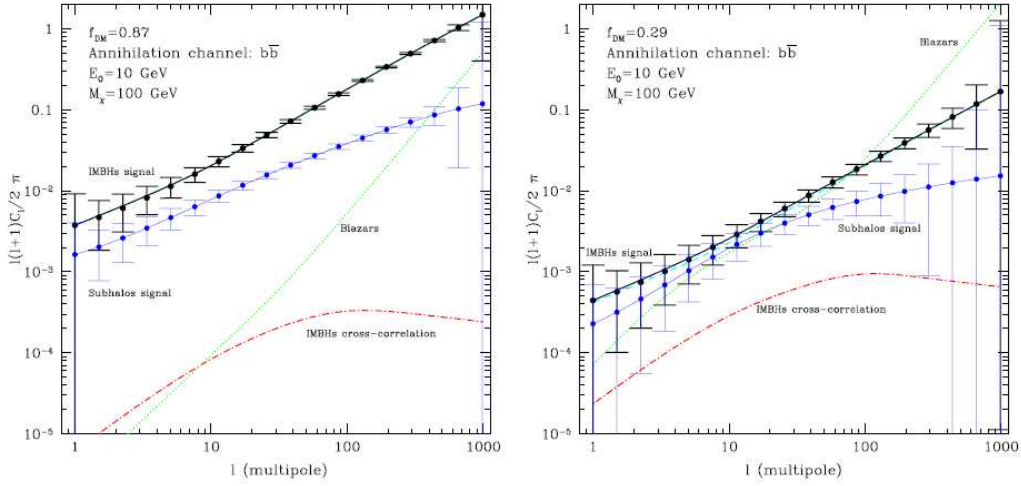 f_DM=0.87
Annihilation channel: bb̅
E_0=10 GeV
M_χ=100 GeV
IMBHs signal
Blazars
Subhalos signal
IMBHs cross-correlation
l(l+1)C_l/2 π
1
0.1
10^-2
10^-3
10^-4
10^-5
1
10
100
1000
l (multipole)
f_DM=0.29
Annihilation channel: bb̅
E_0=10 GeV
M_χ=100 GeV
Blazars
IMBHs signal
Subhalos signal
IMBHs cross-correlation
l(l+1)C_l/2 π
1
0.1
10^-2
10^-3
10^-4
10^-5
1
10
100
1000
l (multipole)